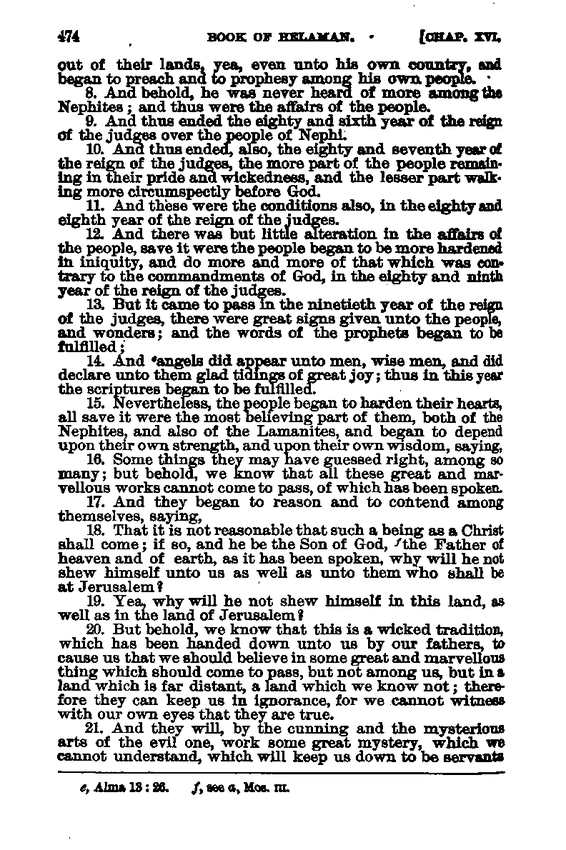 474 BOOK OF HELAMAN. [CHAP. XVI,
out of their lands, yea, even unto his own country, and
began to preach and to prophesy among his own people.
8. And behold, he was never heard of more among the
Nephites; and thus were the affairs of the people.
9. And thus ended the eighty and sixth year of the reign
of the judges over the people of Nephi.
10. And thus ended, also, the eighty and seventh year of
the reign of the judges, the more part of the people remain-
ing in their pride and wickedness, and the lesser part walk-
ing more circumspectly before God.
11. And these were the conditions also, in the eighty and
eighth year of the reign of the judges.
12. And there was but little alteration in the affairs of
the people, save it were the people began to be more hardened
in iniquity, and do more and more of that which was con-
trary to the commandments of God, in the eighty and ninth
year of the reign of the judges.
13. But it came to pass in the ninetieth year of the reign
of the judges, there were great signs given unto the people,
and wonders; and the words of the prophets began to be
fulfilled;
14. And ᵉangels did appear unto men, wise men, and did
declare unto them glad tidings of great joy; thus in this year
the scriptures began to be fulfilled.
15. Nevertheless, the people began to harden their hearts,
all save it were the most believing part of them, both of the
Nephites, and also of the Lamanites, and began to depend
upon their own strength, and upon their own wisdom, saying,
16. Some things they may have guessed right, among so
many; but behold, we know that all these great and mar-
vellous works cannot come to pass, of which has been spoken.
17. And they began to reason and to contend among
themselves, saying,
18. That it is not reasonable that such a being as a Christ
shall come; if so, and he be the Son of God, ᶠthe Father of
heaven and of earth, as it has been spoken, why will he not
shew himself unto us as well as unto them who shall be
at Jerusalem?
19. Yea, why will he not shew himself in this land, as
well as in the land of Jerusalem?
20. But behold, we know that this is a wicked tradition,
which has been handed down unto us by our fathers, to
cause us that we should believe in some great and marvellous
thing which should come to pass, but not among us, but in a
land which is far distant, a land which we know not; there-
fore they can keep us in ignorance, for we cannot witness
with our own eyes that they are true.
21. And they will, by the cunning and the mysterious
arts of the evil one, work some great mystery, which we
cannot understand, which will keep us down to be servants
e, Alma 13 : 26. f, see a, Mos. III.